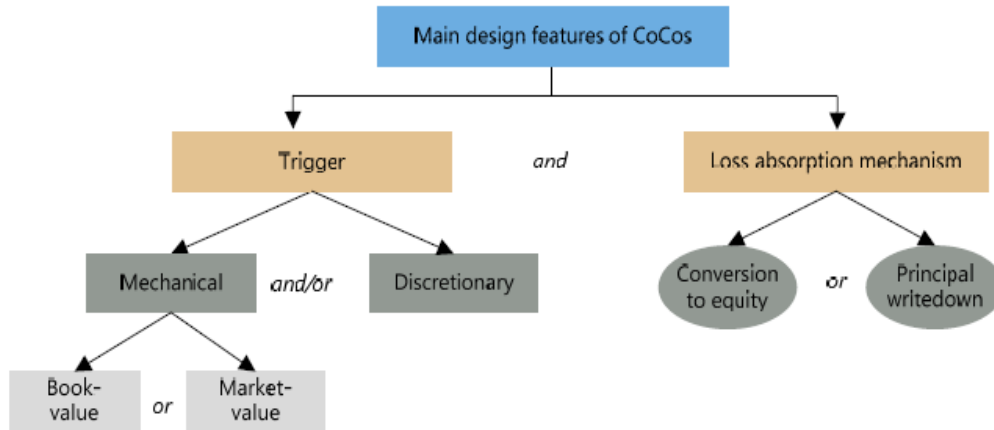 Main design features of CoCos
Trigger
and
Loss absorption mechanism
Mechanical
and/or
Discretionary
Conversion
to equity
or
Principal
writedown
Book-
value
or
Market-
value